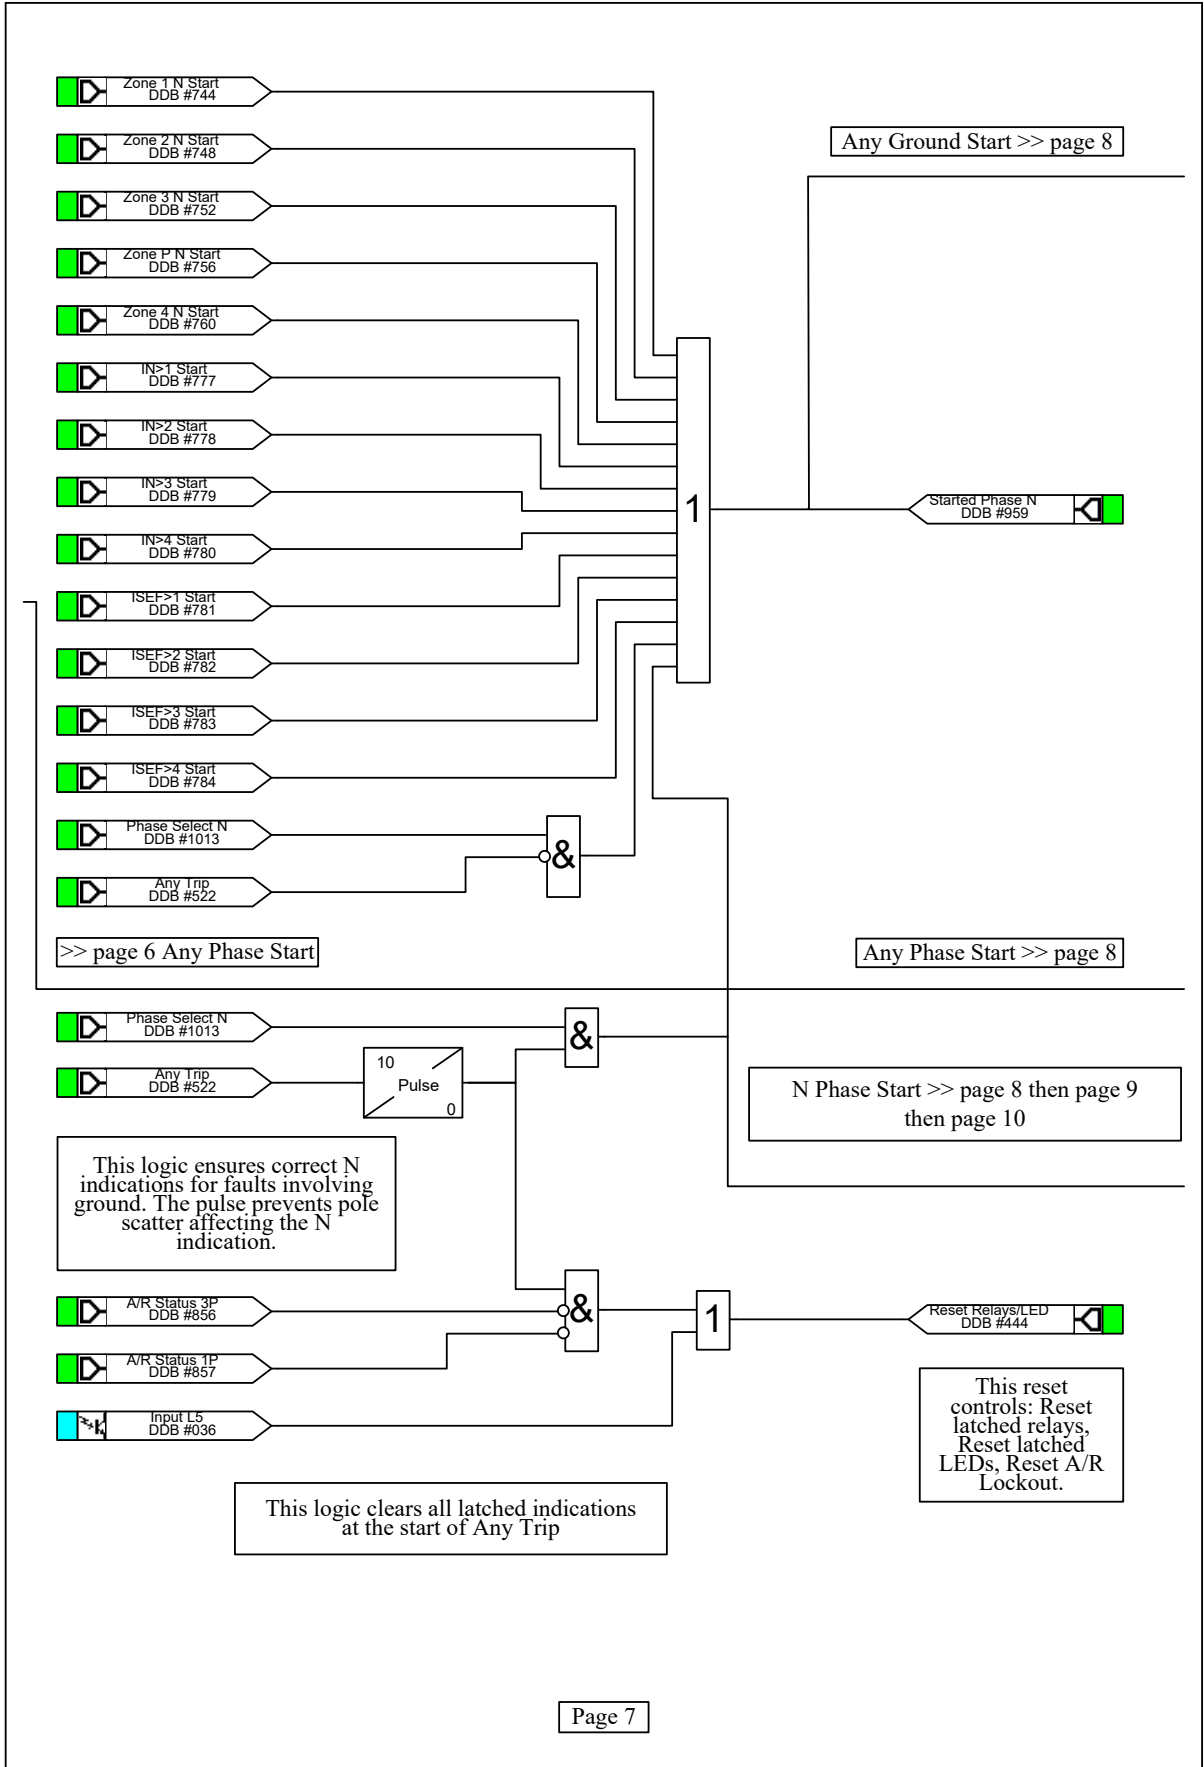 Zone 1 N Start
DDB #744
Zone 2 N Start
DDB #748
Any Ground Start >> page 8
Zone 3 N Start
DDB #752
Zone P N Start
DDB #756
Zone 4 N Start
DDB #760
IN>1 Start
DDB #777
IN>2 Start
DDB #778
IN>3 Start
DDB #779
1
Started Phase N
DDB #959
IN>4 Start
DDB #780
ISEF>1 Start
DDB #781
ISEF>2 Start
DDB #782
ISEF>3 Start
DDB #783
ISEF>4 Start
DDB #784
Phase Select N
DDB #1013
&
Any Trip
DDB #522
>> page 6 Any Phase Start
Any Phase Start >> page 8
Phase Select N
DDB #1013
&
Any Trip
DDB #522
10
Pulse
0
N Phase Start >> page 8 then page 9
then page 10
This logic ensures correct N
indications for faults involving
ground. The pulse prevents pole
scatter affecting the N
indication.
A/R Status 3P
DDB #856
&
1
Reset Relays/LED
DDB #444
A/R Status 1P
DDB #857
Input L5
DDB #036
This reset
controls: Reset
latched relays,
Reset latched
LEDs, Reset A/R
Lockout.
This logic clears all latched indications
at the start of Any Trip
Page 7